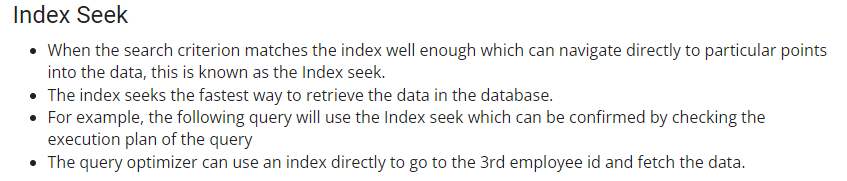 Index Seek
• When the search criterion matches the index well enough which can navigate directly to particular points
into the data, this is known as the Index seek.
• The index seeks the fastest way to retrieve the data in the database.
• For example, the following query will use the Index seek which can be confirmed by checking the
execution plan of the query
• The query optimizer can use an index directly to go to the 3rd employee id and fetch the data.